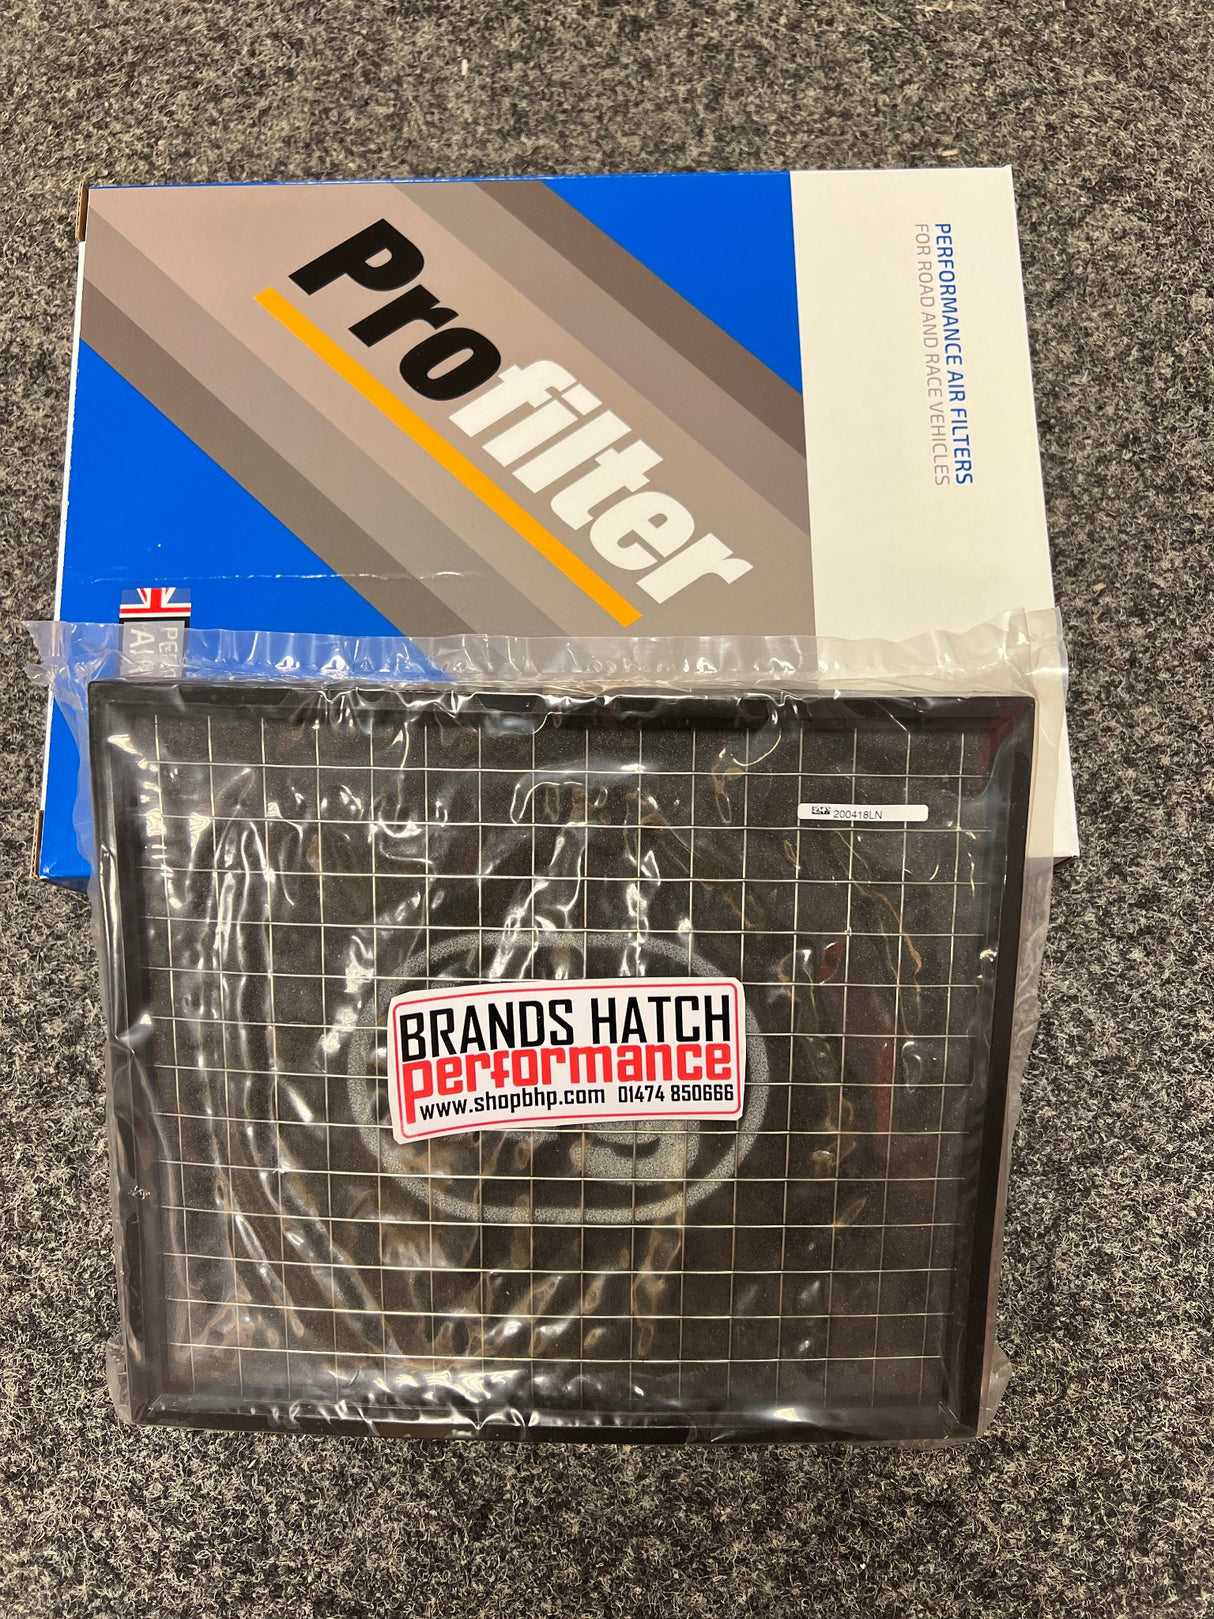 Profilter
PERFORMANCE AIR FILTERS
FOR ROAD AND RACE VEHICLES
200418LN
BRANDS HATCH
performance
www.shopbhp.com 01474 850666